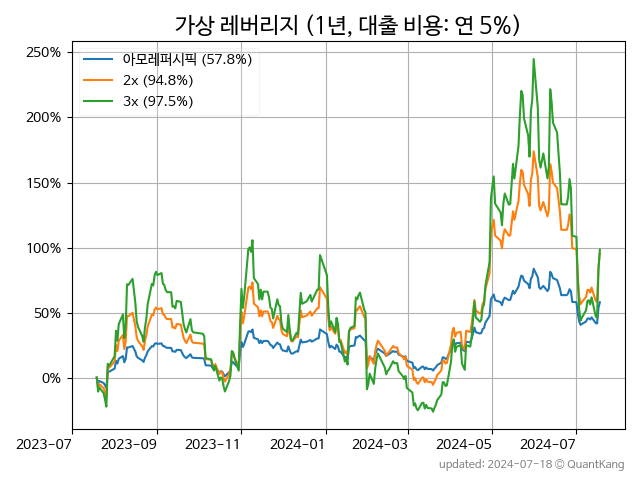 가상 레버리지 (1년, 대출 비용: 연 5%)
아모레퍼시픽 (57.8%)
2x (94.8%)
3x (97.5%)
250%
200%
150%
100%
50%
0%
2023-07 2023-09 2023-11 2024-01 2024-03 2024-05 2024-07
updated: 2024-07-18 @ QuantKang